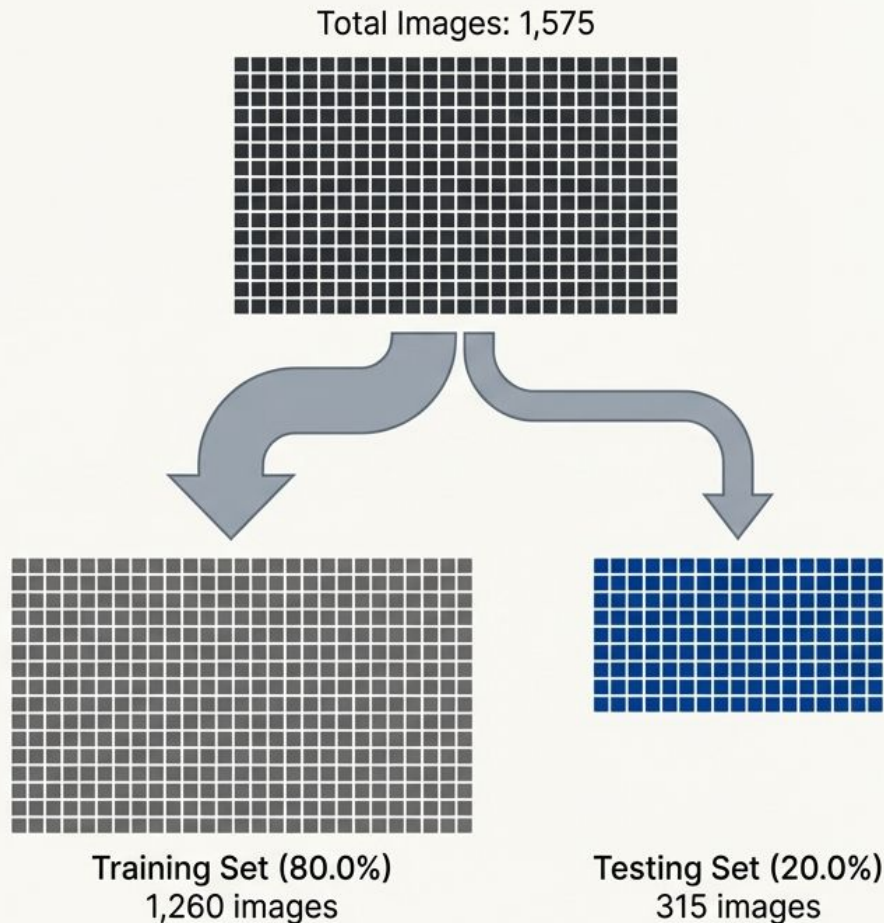 Total Images: 1,575
Training Set (80.0%)
1,260 images
Testing Set (20.0%)
315 images